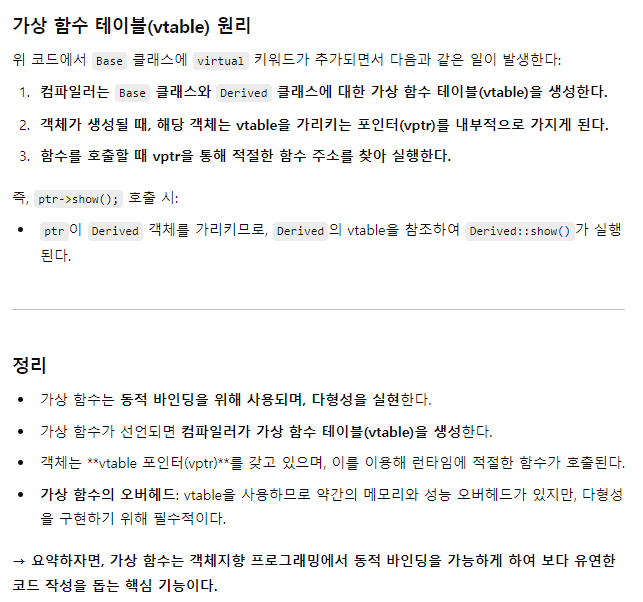 가상 함수 테이블(vtable) 원리
위 코드에서 Base 클래스에 virtual 키워드가 추가되면서 다음과 같은 일이 발생한다:
1. 컴파일러는 Base 클래스와 Derived 클래스에 대한 가상 함수 테이블(vtable)을 생성한다.
2. 객체가 생성될 때, 해당 객체는 vtable을 가리키는 포인터(vptr)를 내부적으로 가지게 된다.
3. 함수를 호출할 때 vptr을 통해 적절한 함수 주소를 찾아 실행한다.
즉, ptr->show(); 호출 시:
• ptr이 Derived 객체를 가리키므로, Derived의 vtable을 참조하여 Derived::show()가 실행
된다.
정리
• 가상 함수는 동적 바인딩을 위해 사용되며, 다형성을 실현한다.
• 가상 함수가 선언되면 컴파일러가 가상 함수 테이블(vtable)을 생성한다.
• 객체는 **vtable 포인터(vptr)**를 갖고 있으며, 이를 이용해 런타임에 적절한 함수가 호출된다.
• 가상 함수의 오버헤드: vtable을 사용하므로 약간의 메모리와 성능 오버헤드가 있지만, 다형성
을 구현하기 위해 필수적이다.
→ 요약하자면, 가상 함수는 객체지향 프로그래밍에서 동적 바인딩을 가능하게 하여 보다 유연한
코드 작성을 돕는 핵심 기능이다.